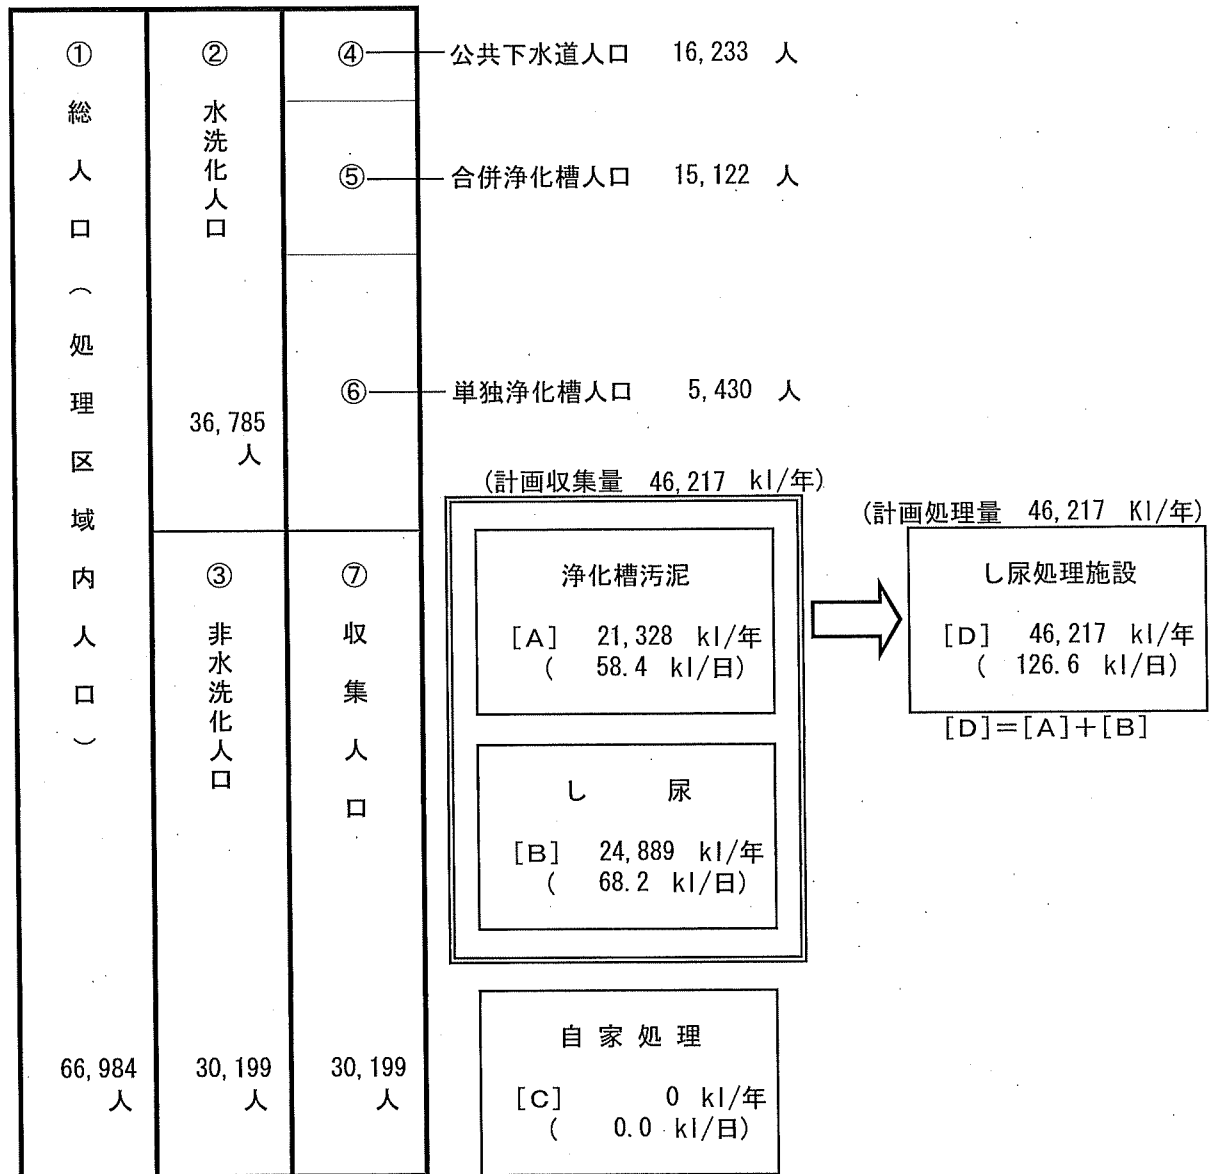 ① 総人口（処理区域内人口）
66,984
人
② 水洗化人口
36,785
人
③ 非水洗化人口
30,199
人
④ 公共下水道人口 16,233 人
⑤ 合併浄化槽人口 15,122 人
⑥ 単独浄化槽人口 5,430 人
⑦ 収集人口
30,199
人
(計画収集量 46,217 kl/年)
浄化槽汚泥
[A] 21,328 kl/年
( 58.4 kl/日)
し 尿
[B] 24,889 kl/年
( 68.2 kl/日)
自家処理
[C] 0 kl/年
( 0.0 kl/日)
(計画処理量 46,217 Kl/年)
し尿処理施設
[D] 46,217 kl/年
( 126.6 kl/日)
[D]=[A]+[B]